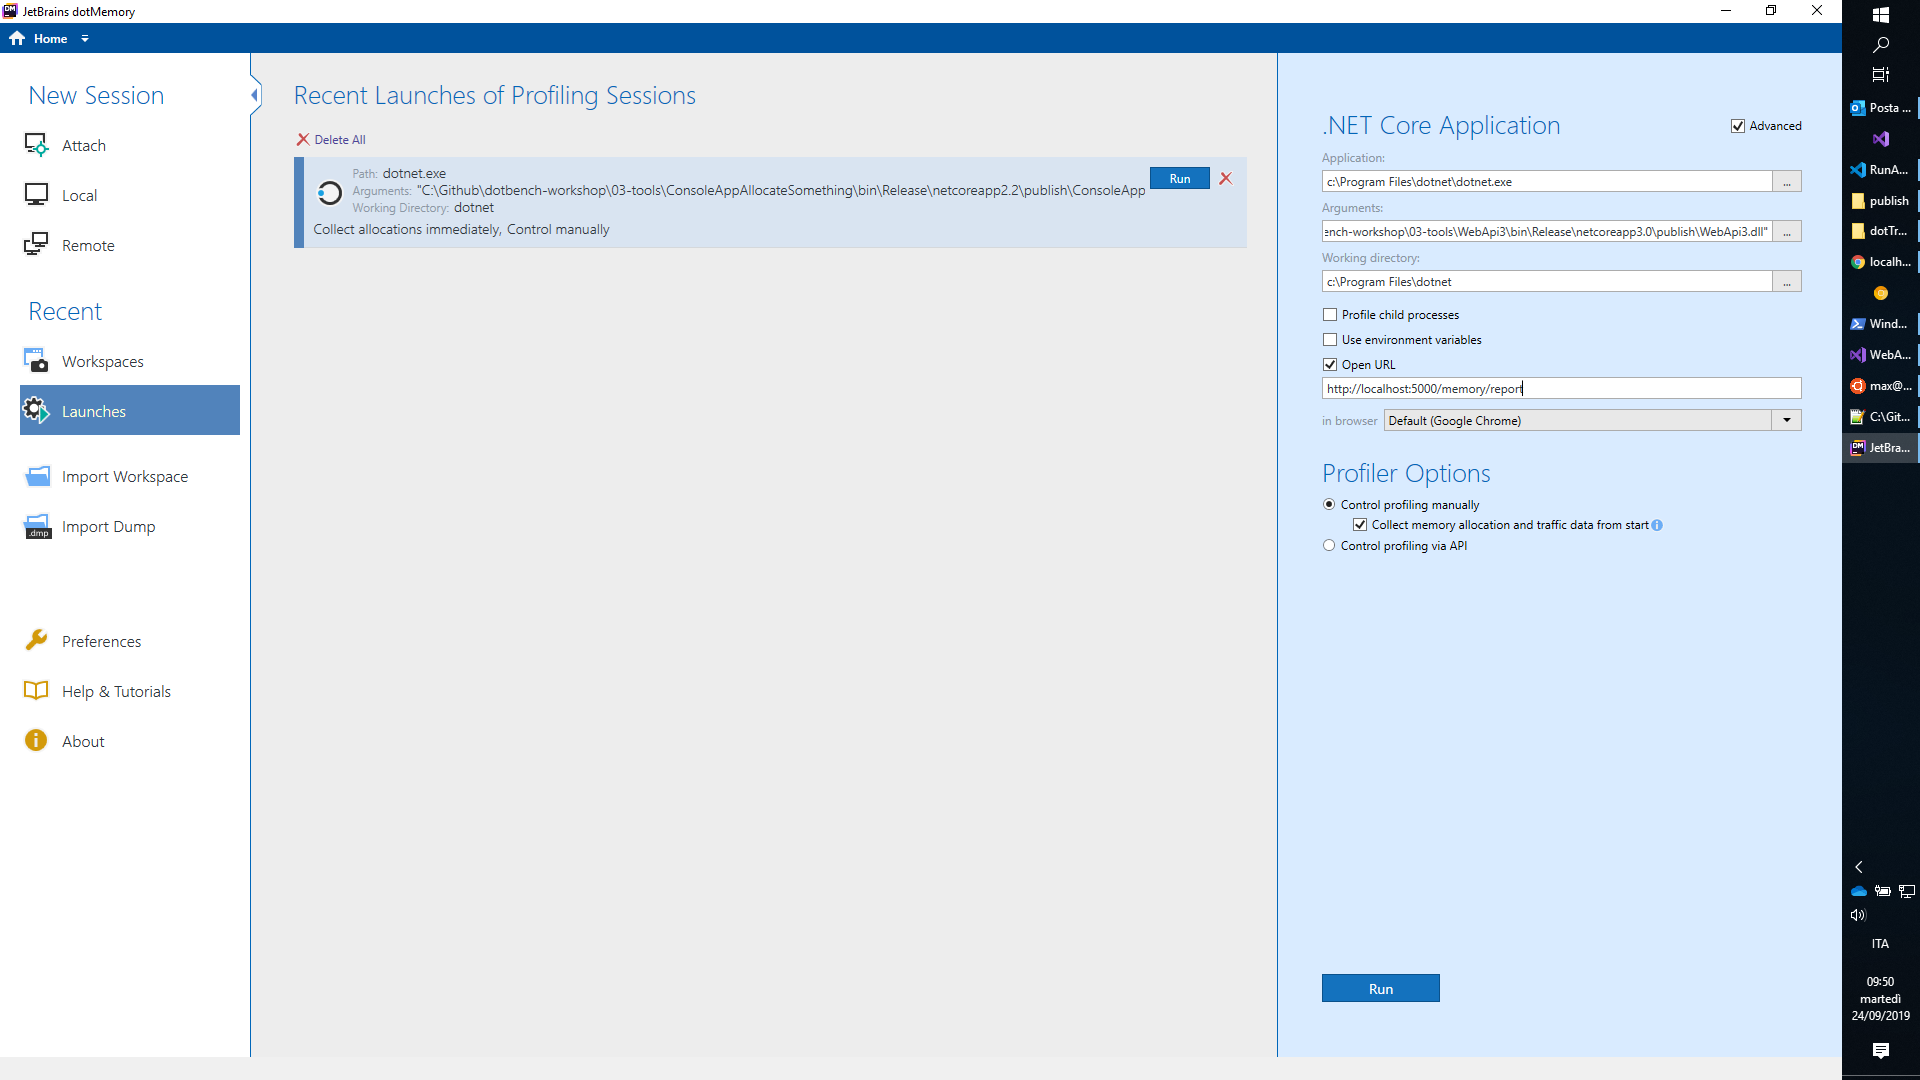 JetBrains dotMemory
Home
New Session
Attach
Local
Remote
Recent
Workspaces
Launches
Import Workspace
.dmp
Import Dump
Preferences
Help & Tutorials
About
Recent Launches of Profiling Sessions
Delete All
Path: dotnet.exe
Arguments: "C:\Github\dotbench-workshop\03-tools\ConsoleAppAllocateSomething\bin\Release\netcoreapp2.2\publish\ConsoleApp
Working Directory: dotnet
Collect allocations immediately, Control manually
Run
.NET Core Application
Advanced
Application:
c:\Program Files\dotnet\dotnet.exe
...
Arguments:
ench-workshop\03-tools\WebApi3\bin\Release\netcoreapp3.0\publish\WebApi3.dll"
...
Working directory:
c:\Program Files\dotnet
...
Profile child processes
Use environment variables
Open URL
http://localhost:5000/memory/report
in browser
Default (Google Chrome)
Profiler Options
Control profiling manually
Collect memory allocation and traffic data from start
Control profiling via API
Run
Posta ...
RunA...
publish
dotTr...
localh...
Wind...
WebA...
max@...
C:\Git...
JetBra...
ITA
09:50
martedì
24/09/2019